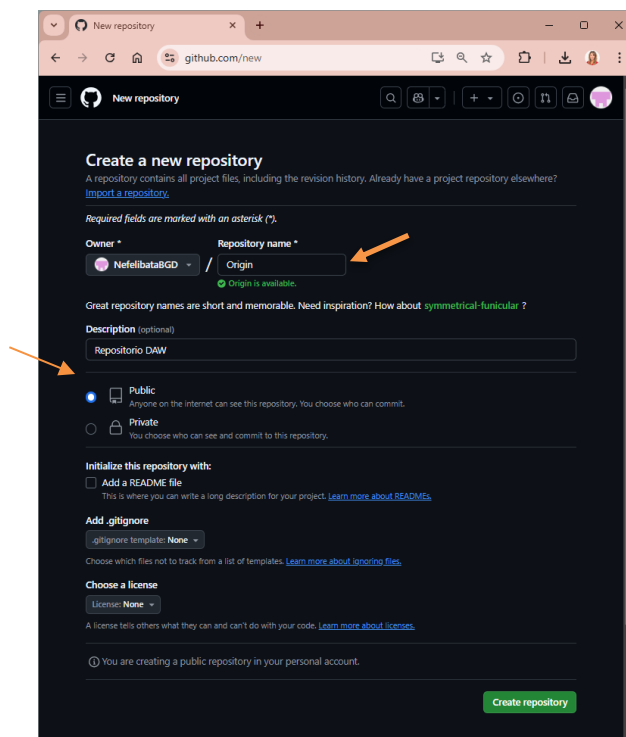 New repository
github.com/new
New repository
Create a new repository
A repository contains all project files, including the revision history. Already have a project repository elsewhere?
Import a repository.
Required fields are marked with an asterisk (*).
Owner * Repository name *
NefelibataBGD / Origin
Origin is available.
Great repository names are short and memorable. Need inspiration? How about symmetrical-funicular ?
Description (optional)
Repositorio DAW
Public
Anyone on the internet can see this repository. You choose who can commit.
Private
You choose who can see and commit to this repository.
Initialize this repository with:
Add a README file
This is where you can write a long description for your project. Learn more about READMEs.
Add .gitignore
.gitignore template: None
Choose which files not to track from a list of templates. Learn more about ignoring files.
Choose a license
License: None
A license tells others what they can and can't do with your code. Learn more about licenses.
You are creating a public repository in your personal account.
Create repository